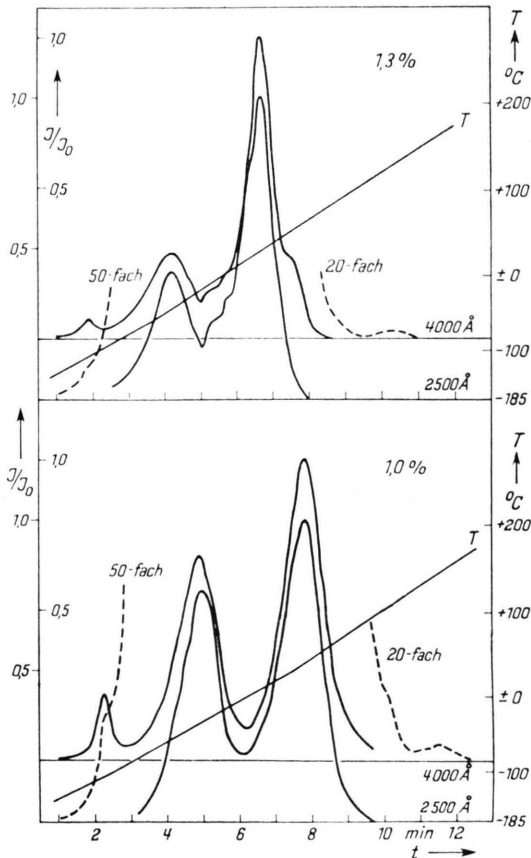 1,0
1,3 %
T
°C
+200
1,0
T
J/J₀
0,5
+100
0,5
50-fach
20-fach
± 0
4000 Å
-100
2500 Å
-185
1,0
1,0 %
T
°C
J/J₀
1,0
+200
T
50-fach
0,5
+100
20-fach
0,5
± 0
-100
4000 Å
2500 Å
-185
2 4 6 8 10 min 12
t